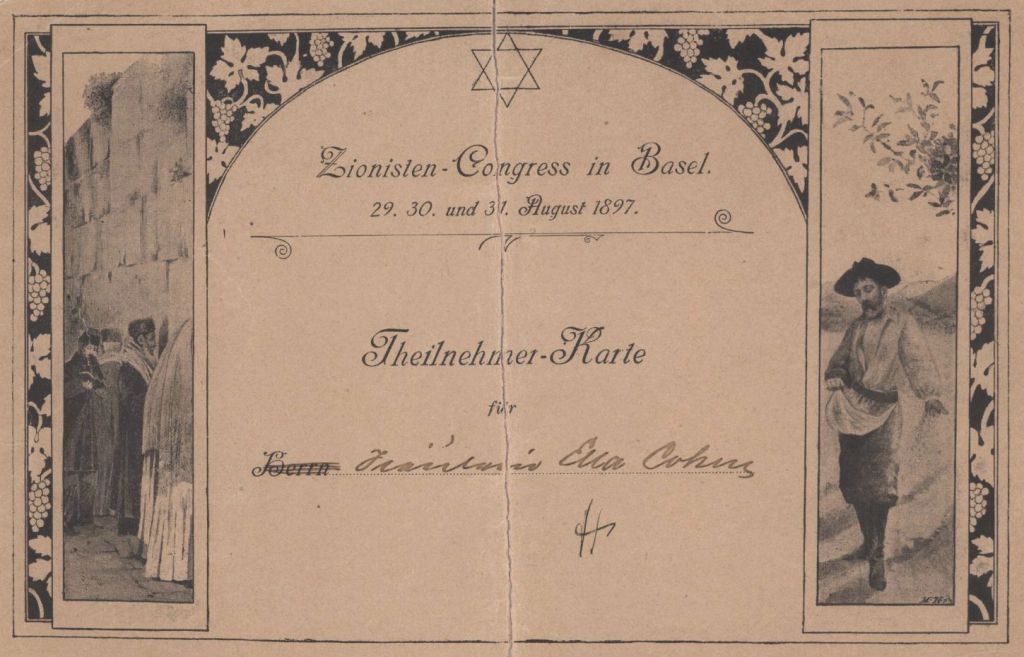 Zionisten-Congress in Basel.
29. 30. und 31. August 1897.
Theilnehmer-Karte
für
Herrn Fräulein Ella Cohn